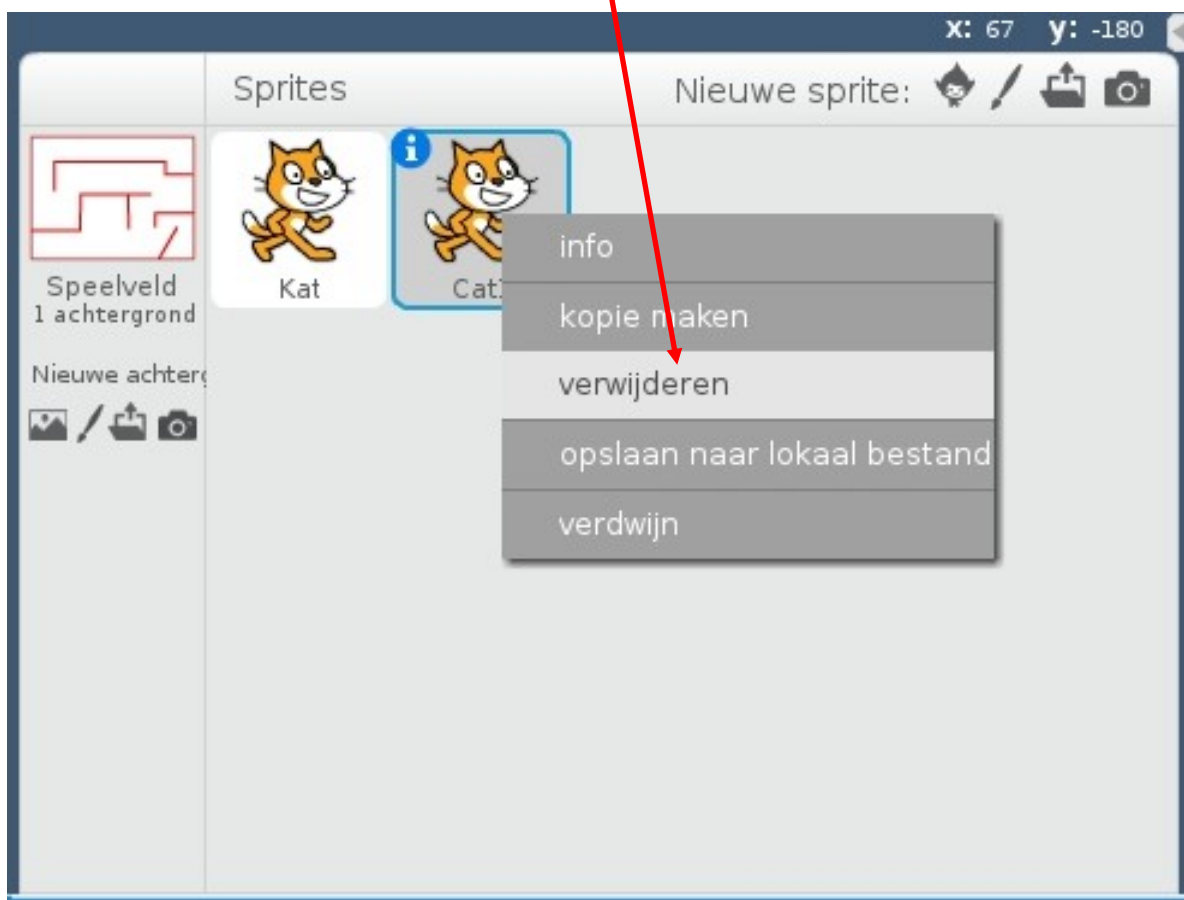 x: 67 y: -180
Sprites
Nieuwe sprite:
Kat
Cat
Speelveld
1 achtergrond
Nieuwe achterg
info
kopie maken
verwijderen
opslaan naar lokaal bestand
verdwijn